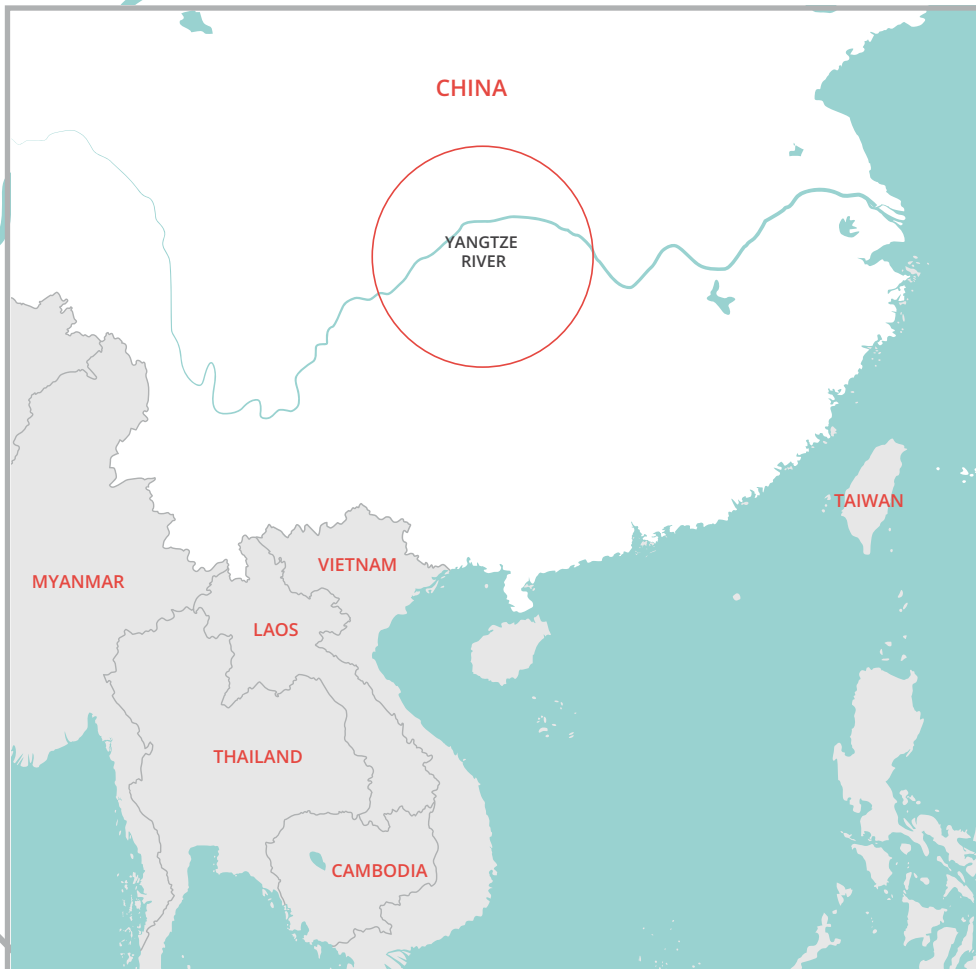 CHINA
YANGTZE
RIVER
TAIWAN
VIETNAM
MYANMAR
LAOS
THAILAND
CAMBODIA